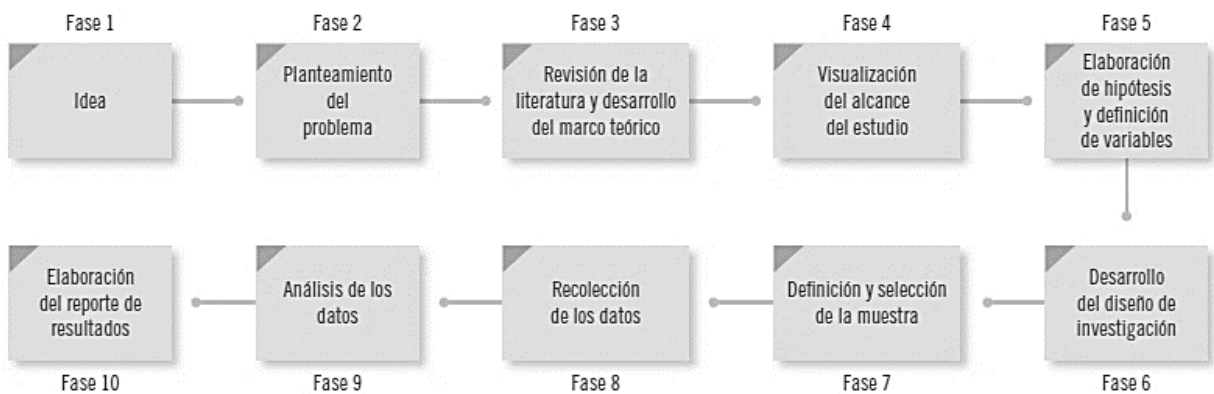 Fase 1
Idea
Fase 2
Planteamiento
del
problema
Fase 3
Revisión de la
literatura y desarrollo
del marco teórico
Fase 4
Visualización
del alcance
del estudio
Fase 5
Elaboración
de hipótesis
y definición
de variables
Desarrollo
del diseño de
investigación
Fase 6
Definición y selección
de la muestra
Fase 7
Recolección
de los datos
Fase 8
Análisis de los
datos
Fase 9
Elaboración
del reporte de
resultados
Fase 10